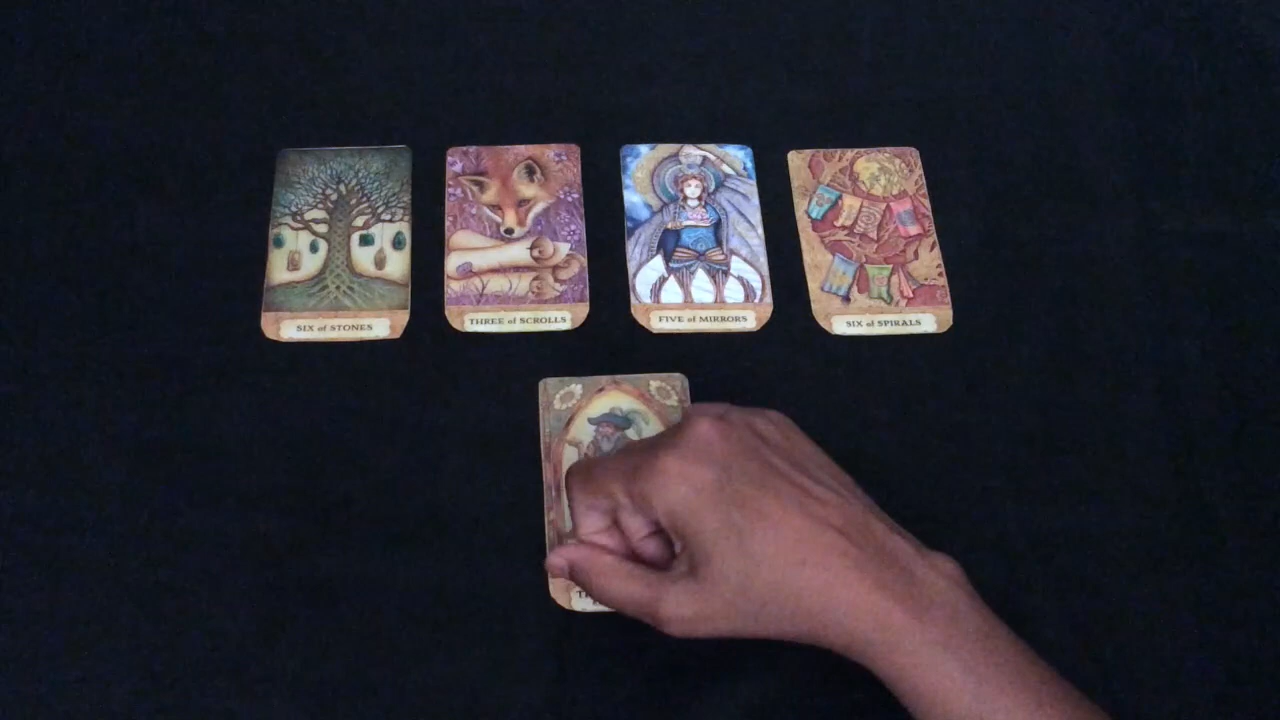 SIX of STONES
THREE of SCROLLS
FIVE of MIRRORS
SIX of SPIRALS